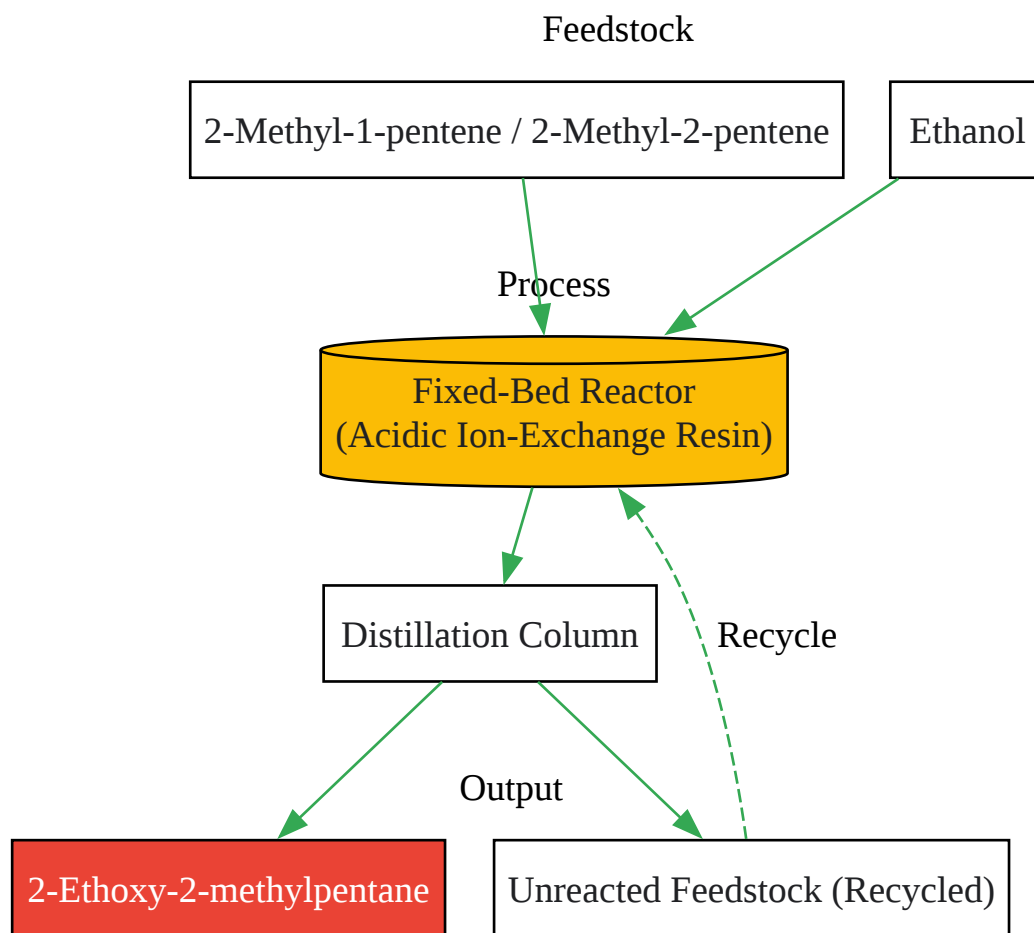 Feedstock
2-Methyl-1-pentene / 2-Methyl-2-pentene
Ethanol
Process
Fixed-Bed Reactor
(Acidic Ion-Exchange Resin)
Distillation Column
Recycle
Output
2-Ethoxy-2-methylpentane
Unreacted Feedstock (Recycled)